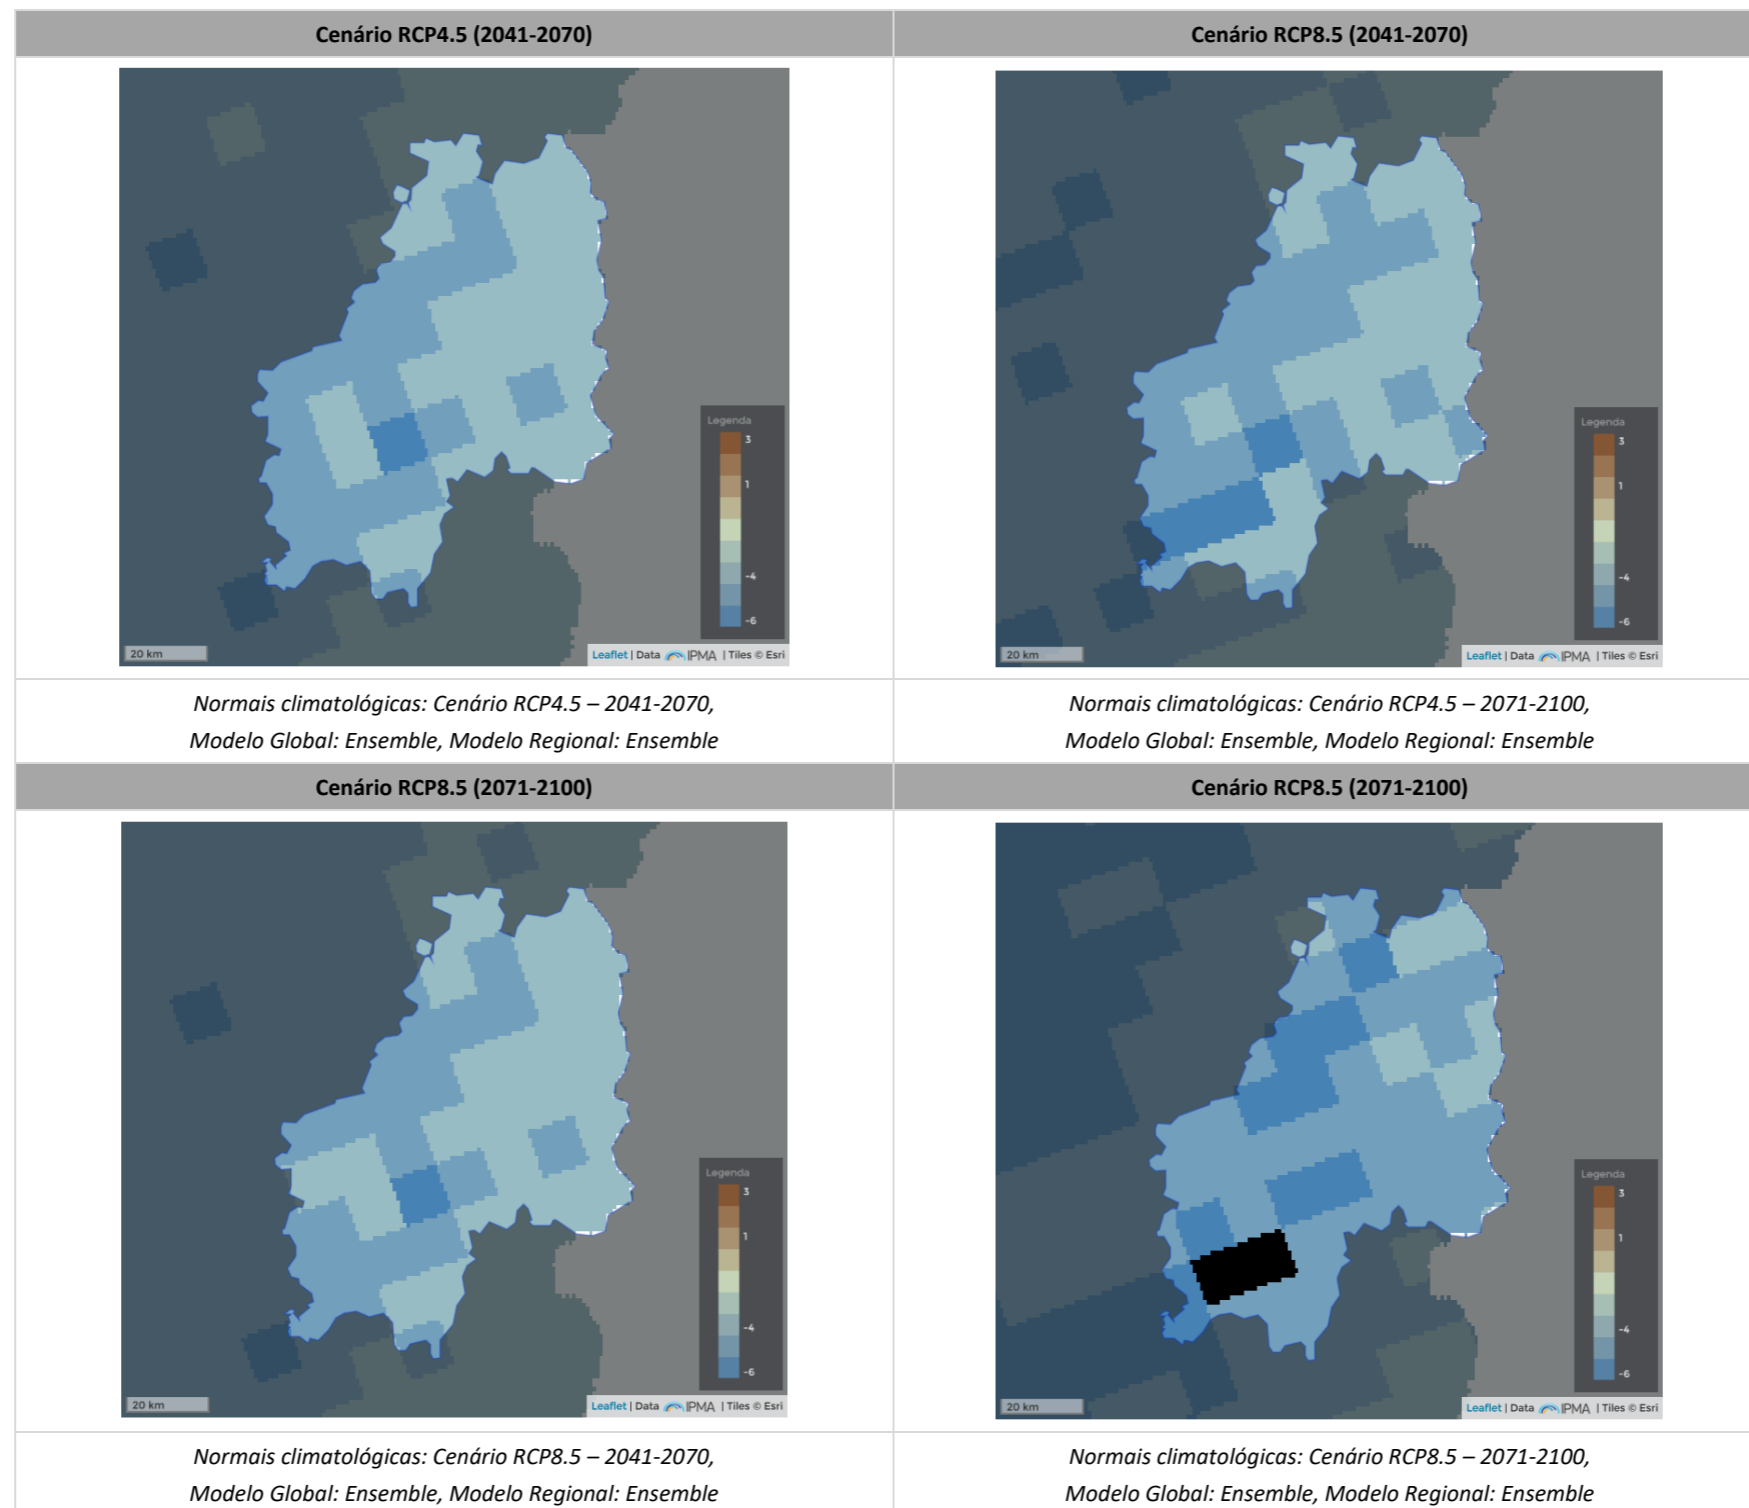 Cenário RCP4.5 (2041-2070)
Cenário RCP8.5 (2041-2070)
Legenda
3
1
-4
-6
20 km
Leaflet | Data IPMA | Tiles © Esri
Legenda
3
1
-4
-6
20 km
Leaflet | Data IPMA | Tiles © Esri
Normais climatológicas: Cenário RCP4.5 – 2041-2070,
Modelo Global: Ensemble, Modelo Regional: Ensemble
Normais climatológicas: Cenário RCP4.5 – 2071-2100,
Modelo Global: Ensemble, Modelo Regional: Ensemble
Cenário RCP8.5 (2071-2100)
Cenário RCP8.5 (2071-2100)
Legenda
3
1
-4
-6
20 km
Leaflet | Data IPMA | Tiles © Esri
Legenda
3
1
-4
-6
20 km
Leaflet | Data IPMA | Tiles © Esri
Normais climatológicas: Cenário RCP8.5 – 2041-2070,
Modelo Global: Ensemble, Modelo Regional: Ensemble
Normais climatológicas: Cenário RCP8.5 – 2071-2100,
Modelo Global: Ensemble, Modelo Regional: Ensemble